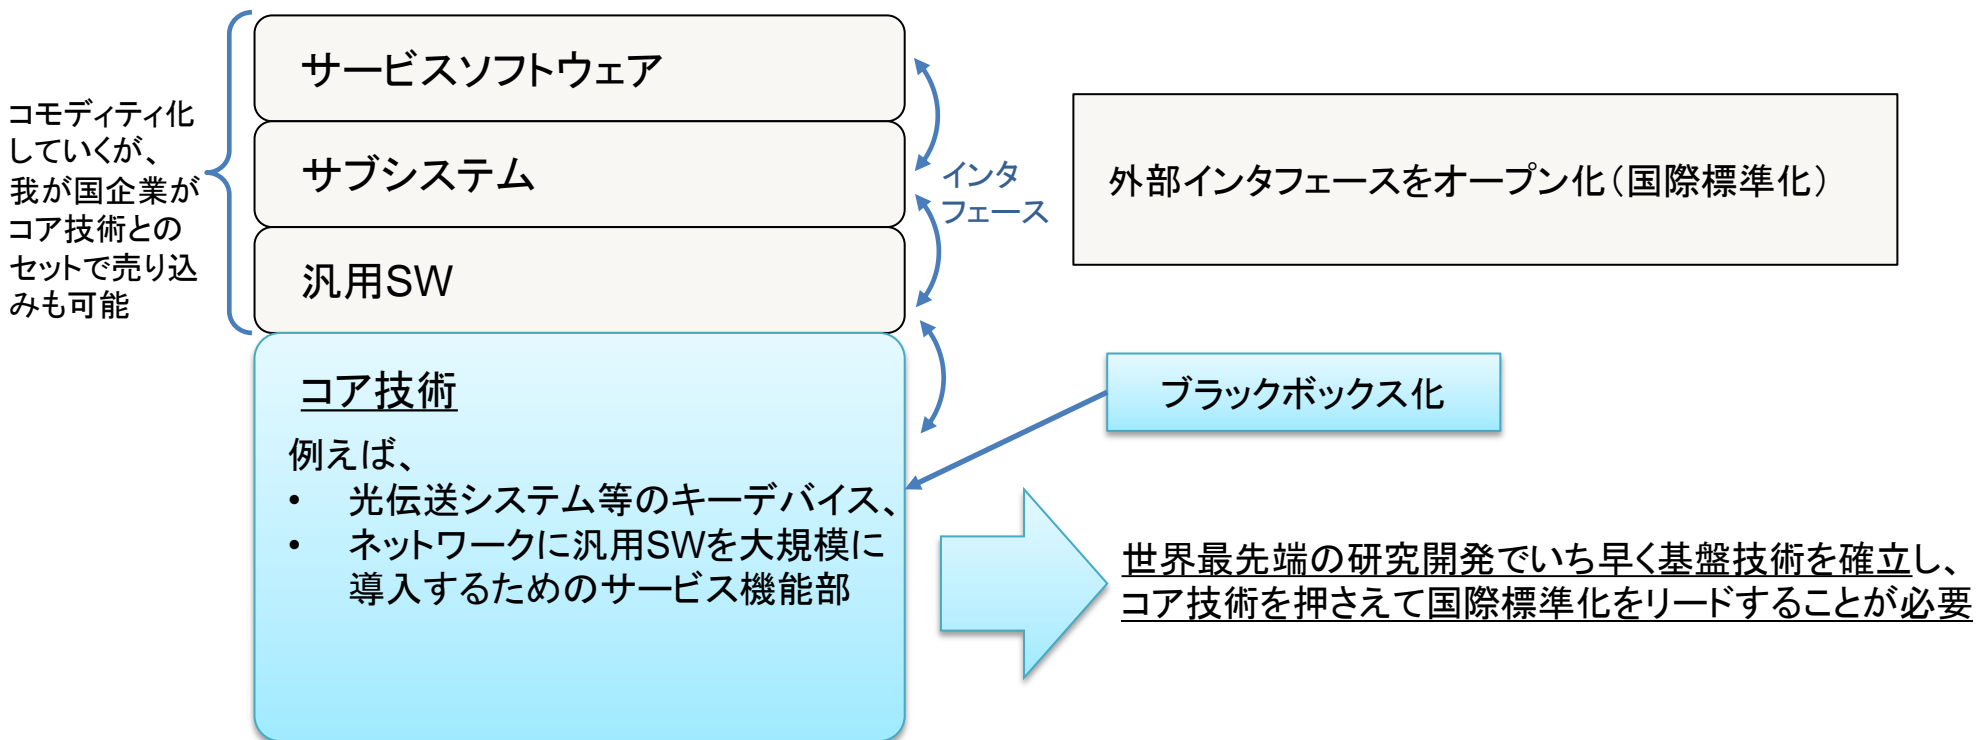 コモディティ化
していくが、
我が国企業が
コア技術との
セットで売り込
みも可能
サービスソフトウェア
サブシステム
汎用SW
インタ
フェース
外部インタフェースをオープン化(国際標準化)
コア技術
例えば、
• 光伝送システム等のキーデバイス、
• ネットワークに汎用SWを大規模に
導入するためのサービス機能部
ブラックボックス化
世界最先端の研究開発でいち早く基盤技術を確立し、
コア技術を押さえて国際標準化をリードすることが必要